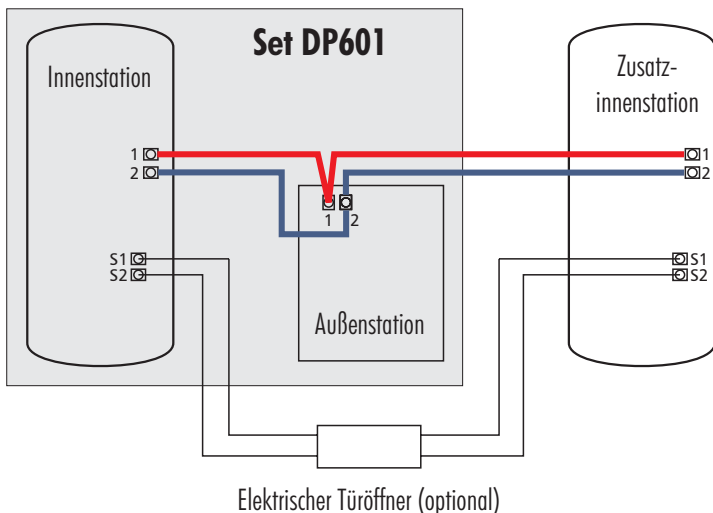 Set DP601
Innenstation
Zusatz-
innenstation
1
2
1
2
1
2
S1
S2
S1
S2
Außenstation
Elektrischer Türöffner (optional)